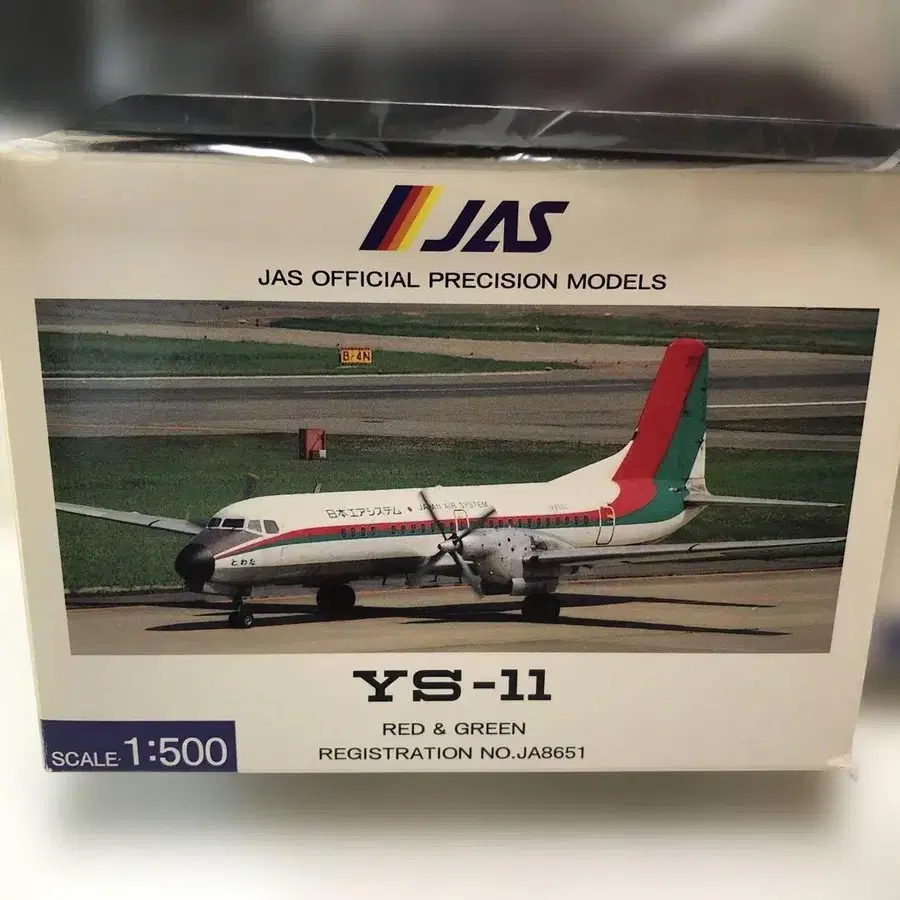 JAS
JAS OFFICIAL PRECISION MODELS
B 4N
日本エアシステム JAPAN AIR SYSTEM
とわだ
YS-11
RED & GREEN
REGISTRATION NO.JA8651
SCALE 1:500